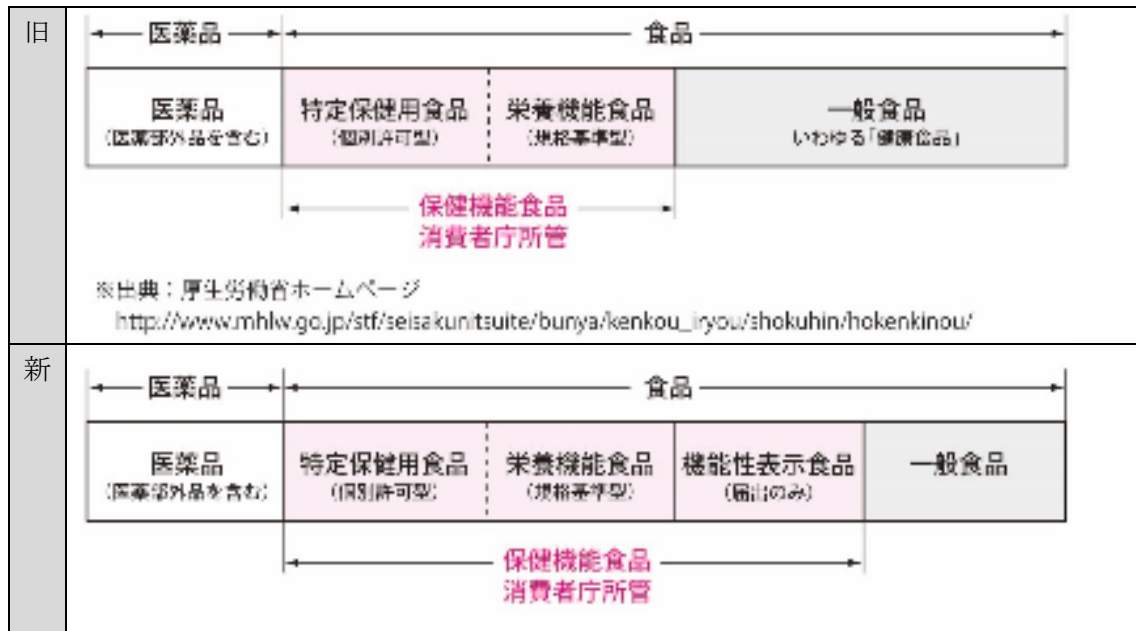 旧
医薬品 食品
医薬品 特定保健用食品 栄養機能食品 一般食品
(医薬部外品を含む) (個別許可型) (規格基準型) いわゆる「健康食品」
保健機能食品
消費者庁所管
※出典：厚生労働省ホームページ
http://www.mhlw.go.jp/stf/seisakunitsuite/bunya/kenkou_iryou/shokuhin/hokenkinou/
新
医薬品 食品
医薬品 特定保健用食品 栄養機能食品 機能性表示食品 一般食品
(医薬部外品を含む) (個別許可型) (規格基準型) (届出のみ)
保健機能食品
消費者庁所管